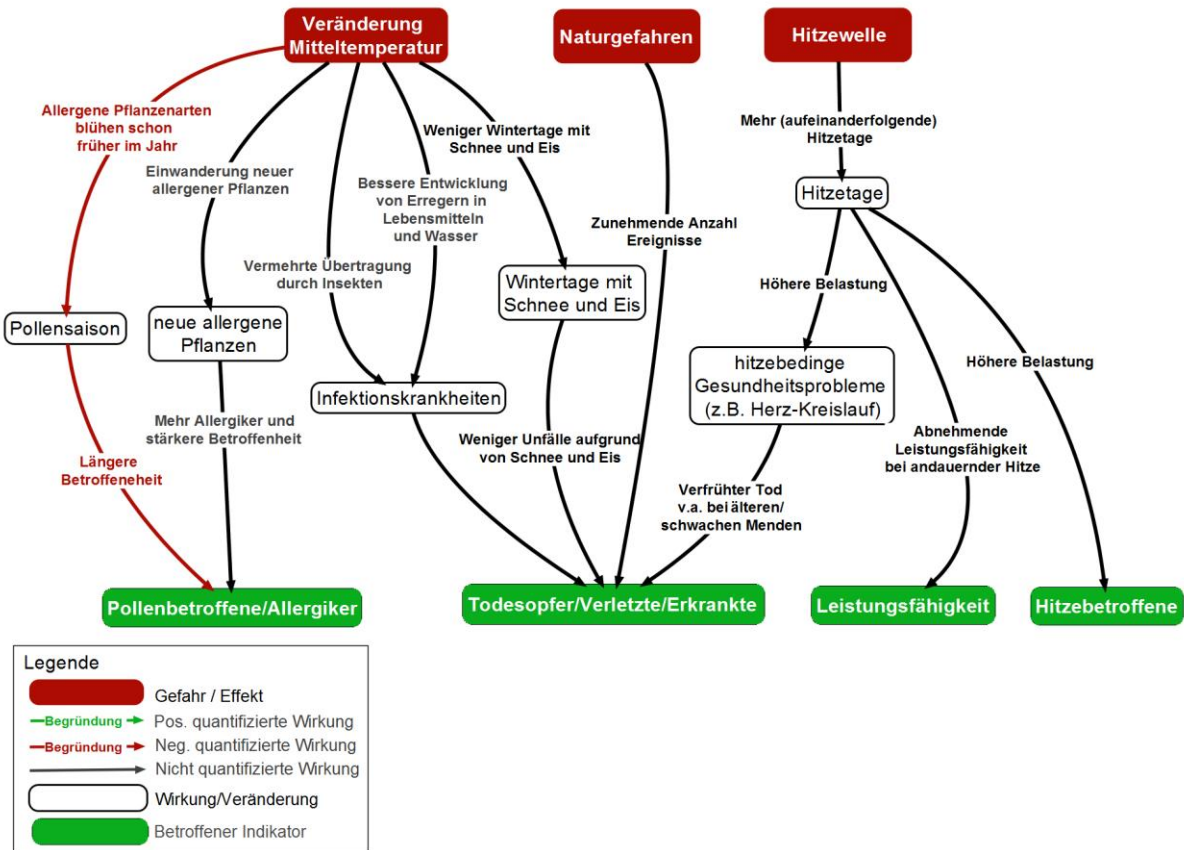 Veränderung
Mitteltemperatur
Naturgefahren
Hitzewelle
Allergene Pflanzenarten
blühen schon
früher im Jahr
Einwanderung neuer
allergener Pflanzen
Vermehrte Übertragung
durch Insekten
Bessere Entwicklung
von Erregern in
Lebensmitteln
und Wasser
Weniger Wintertage mit
Schnee und Eis
Zunehmende Anzahl
Ereignisse
Mehr (aufeinanderfolgende)
Hitzetage
Hitzetage
Pollensaison
neue allergene
Pflanzen
Infektionskrankheiten
Wintertage mit
Schnee und Eis
Höhere Belastung
hitzebedinge
Gesundheitsprobleme
(z.B. Herz-Kreislauf)
Höhere Belastung
Längere
Betroffeneheit
Mehr Allergiker und
stärkere Betroffenheit
Weniger Unfälle aufgrund
von Schnee und Eis
Verfrühter Tod
v.a. bei älteren/
schwachen Menden
Abnehmende
Leistungsfähigkeit
bei andauernder Hitze
Pollenbetroffene/Allergiker
Todesopfer/Verletzte/Erkrankte
Leistungsfähigkeit
Hitzebetroffene
Legende
Gefahr / Effekt
Begründung Pos. quantifizierte Wirkung
Begründung Neg. quantifizierte Wirkung
Nicht quantifizierte Wirkung
Wirkung/Veränderung
Betroffener Indikator